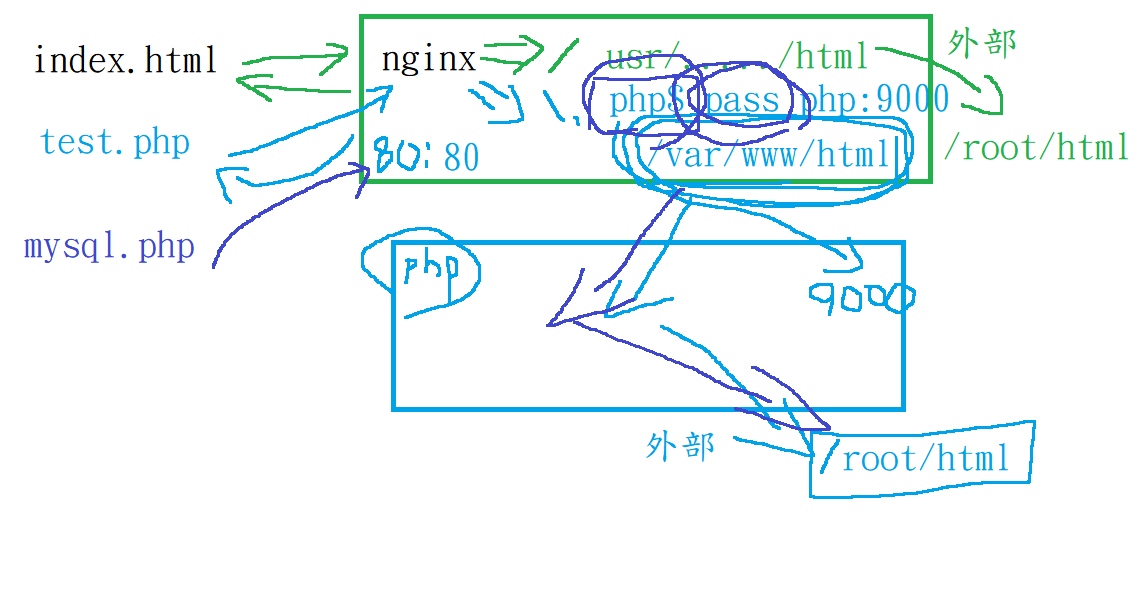 index.html
nginx / usr/...../html 外部
test.php
\. php$ pass php:9000
80:80 /var/www/html /root/html
mysql.php
php
9000
外部
/root/html